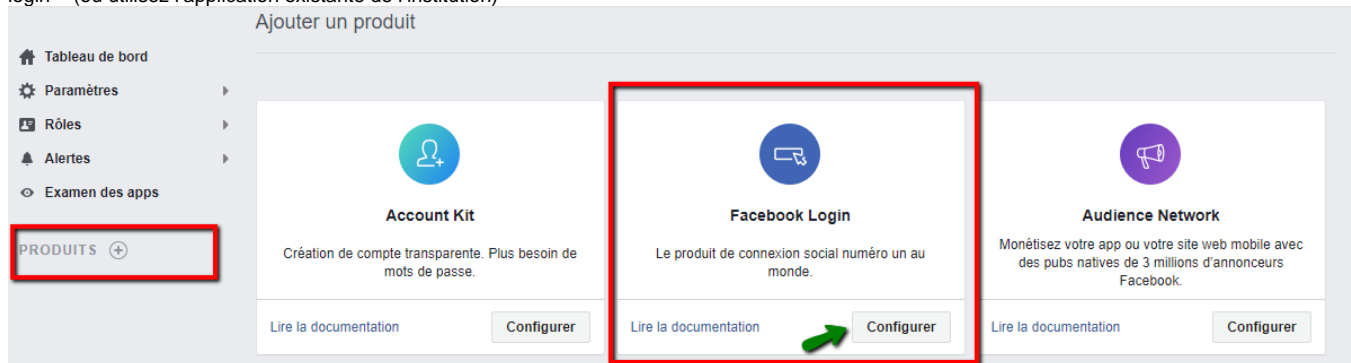 Ajouter un produit
Tableau de bord
Paramètres
Rôles
Alertes
Examen des apps
PRODUITS
Account Kit
Création de compte transparente. Plus besoin de
mots de passe.
Lire la documentation
Configurer
Facebook Login
Le produit de connexion social numéro un au
monde.
Lire la documentation
Configurer
Audience Network
Monétisez votre app ou votre site web mobile avec
des pubs natives de 3 millions d'annonceurs
Facebook.
Lire la documentation
Configurer